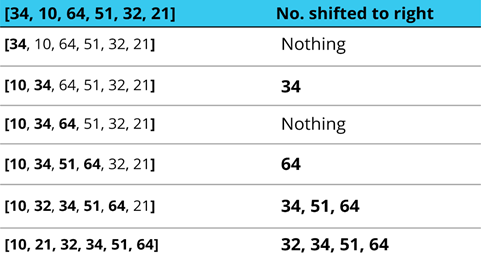 [34, 10, 64, 51, 32, 21] No. shifted to right
[34, 10, 64, 51, 32, 21] Nothing
[10, 34, 64, 51, 32, 21] 34
[10, 34, 64, 51, 32, 21] Nothing
[10, 34, 51, 64, 32, 21] 64
[10, 32, 34, 51, 64, 21] 34, 51, 64
[10, 21, 32, 34, 51, 64] 32, 34, 51, 64